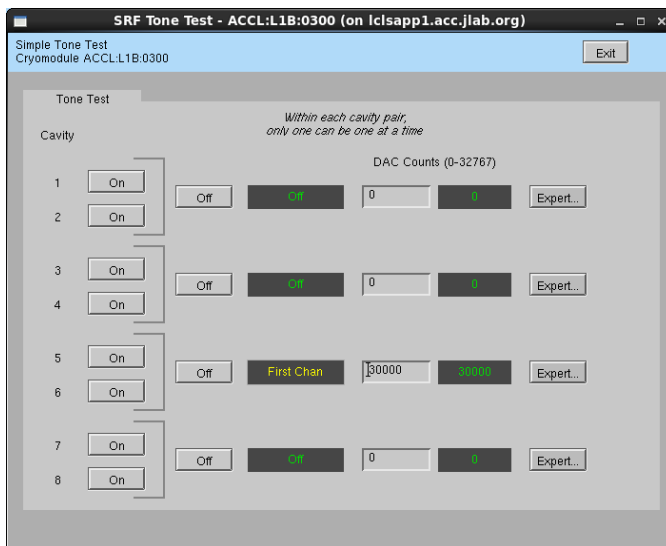 SRF Tone Test - ACCL:L1B:0300 (on lclsapp1.acc.jlab.org)
Simple Tone Test
Cryomodule ACCL:L1B:0300
Exit
Tone Test
Within each cavity pair,
only one can be one at a time
Cavity
DAC Counts (0-32767)
1 On
Off Off 0 0 Expert...
2 On
3 On
Off Off 0 0 Expert...
4 On
5 On
Off First Chan 30000 30000 Expert...
6 On
7 On
Off Off 0 0 Expert...
8 On